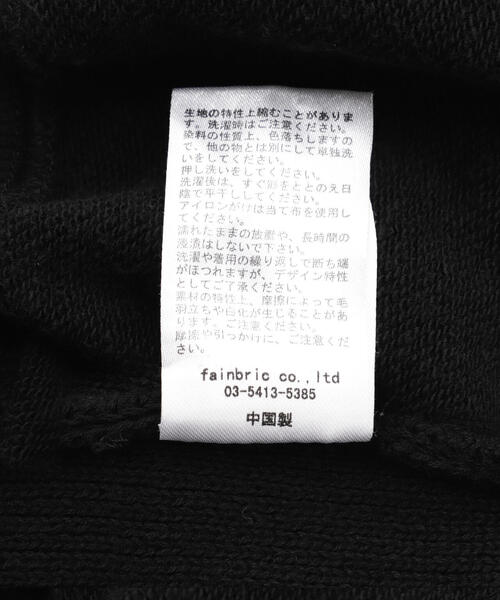 生地の特性上縮むことがありま
す。洗濯時はご注意ください。
染料の性質上、色落ちしますの
で、他の物とは別にして単独洗
いをしてください。
押し洗いをしてください。
洗濯後は、すぐ形をととのえ日
陰で平干ししてください。
アイロンがけは当て布を使用し
てください。
濡れたままの放置や、長時間の
浸漬はしないで下さい。
洗濯や着用の繰り返しで断ち端
がほつれますが、デザイン特性
としてご了承ください。
素材の特性上、摩擦によって毛
羽立ちや白化が生じることがあ
ります。ご注意ください。
摩擦や引っかけに、ご注意くだ
さい。
fainbric co.,ltd
03-5413-5385
中国製